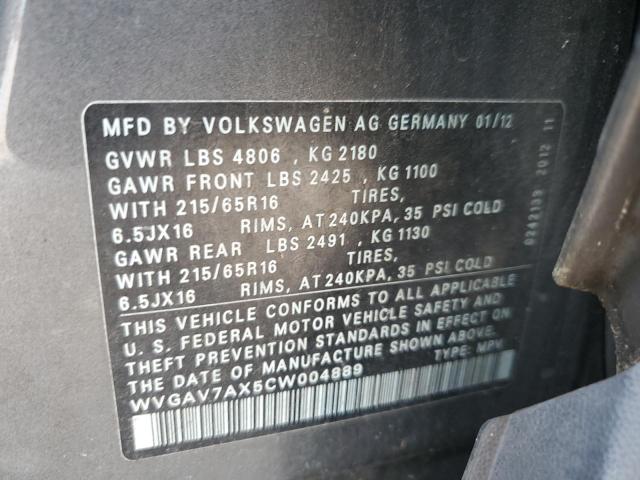 MFD BY VOLKSWAGEN AG GERMANY 01/12
GVWR LBS 4806 , KG 2180
GAWR FRONT LBS 2425 , KG 1100
WITH 215/65R16 TIRES,
6.5JX16 RIMS, AT 240KPA, 35 PSI COLD
GAWR REAR LBS 2491 , KG 1130
WITH 215/65R16 TIRES,
6.5JX16 RIMS, AT 240KPA, 35 PSI COLD
THIS VEHICLE CONFORMS TO ALL APPLICABLE
U. S. FEDERAL MOTOR VEHICLE SAFETY AND
THEFT PREVENTION STANDARDS IN EFFECT ON
THE DATE OF MANUFACTURE SHOWN ABOVE.
WVGAV7AX5CW004889 TYPE: MPV
0242139 2012 11